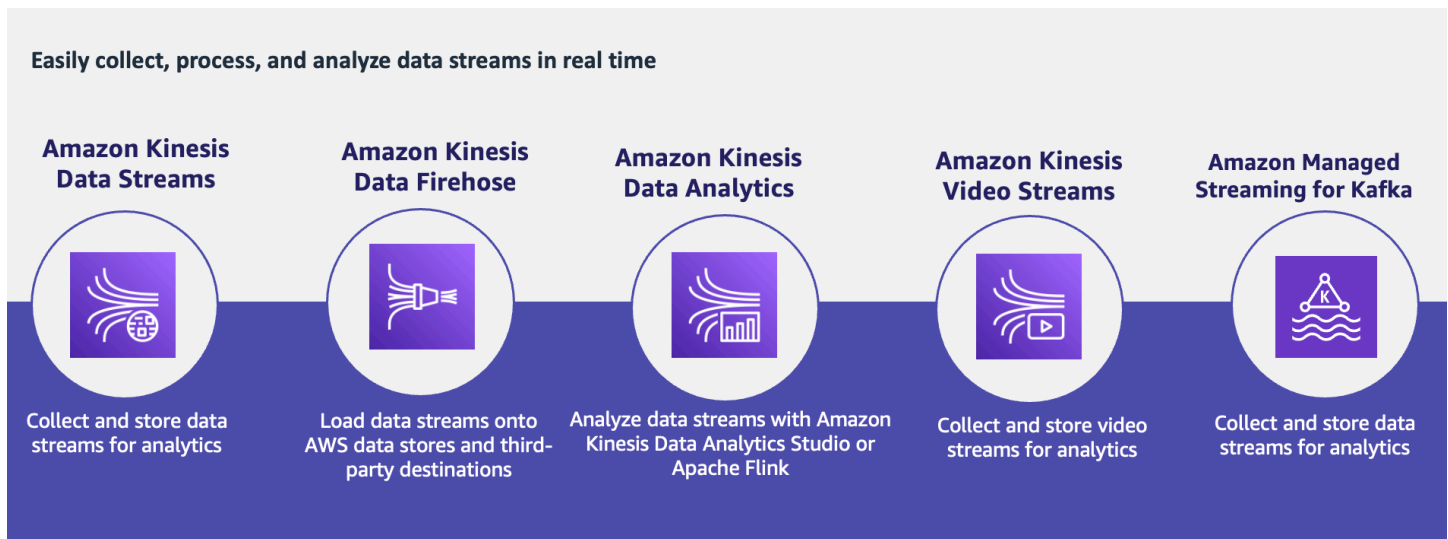 Easily collect, process, and analyze data streams in real time
Amazon Kinesis
Data Streams
Collect and store data
streams for analytics
Amazon Kinesis
Data Firehose
Load data streams onto
AWS data stores and third-
party destinations
Amazon Kinesis
Data Analytics
Analyze data streams with Amazon
Kinesis Data Analytics Studio or
Apache Flink
Amazon Kinesis
Video Streams
Collect and store video
streams for analytics
Amazon Managed
Streaming for Kafka
K
Collect and store data
streams for analytics